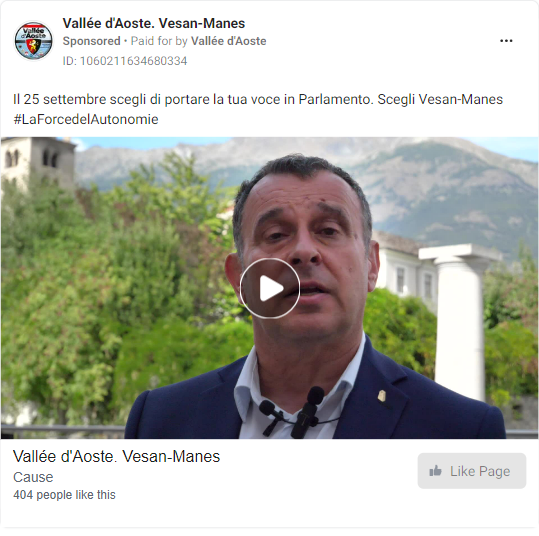 Vallée d'Aoste. Vesan-Manes
Sponsored • Paid for by Vallée d'Aoste
ID: 1060211634680334
Il 25 settembre scegli di portare la tua voce in Parlamento. Scegli Vesan-Manes
#LaForcedelAutonomie
Vallée d'Aoste. Vesan-Manes
Cause
404 people like this
Like Page